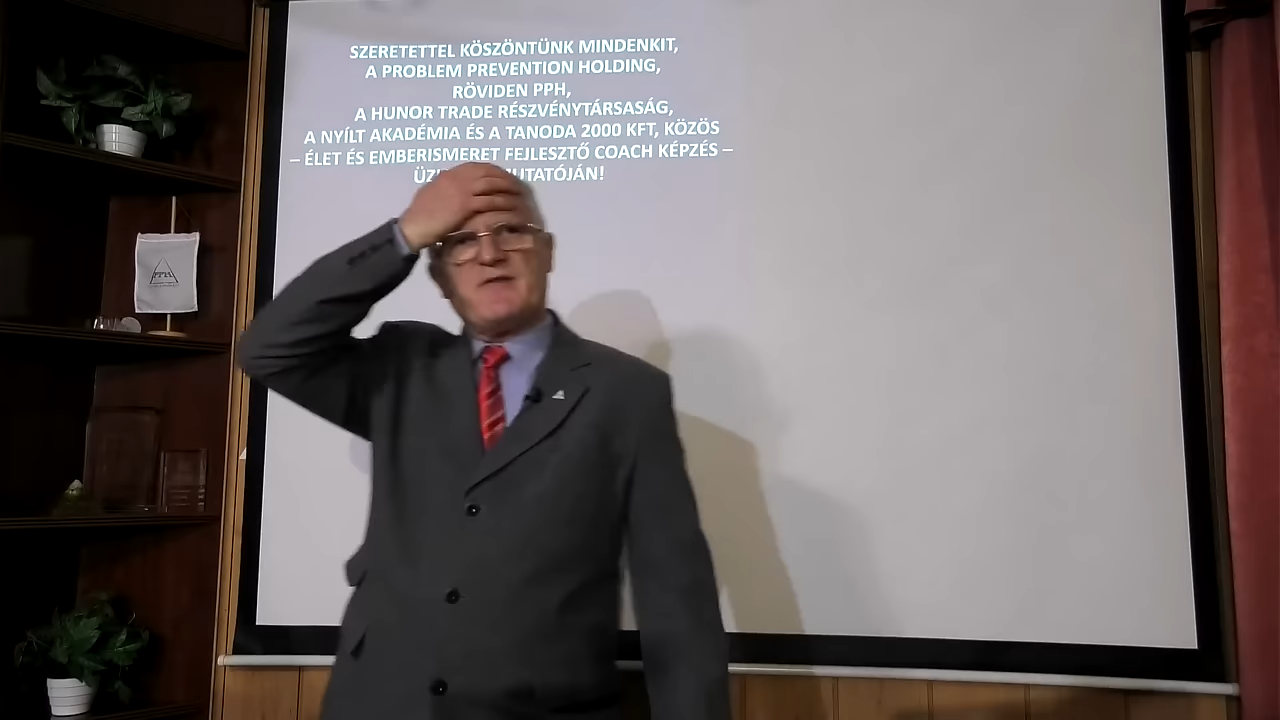 SZERETETTEL KÖSZÖNTÜNK MINDENKIT,
A PROBLEM PREVENTION HOLDING,
RÖVIDEN PPH,
A HUNOR TRADE RÉSZVÉNYTÁRSASÁG,
A NYÍLT AKADÉMIA ÉS A TANODA 2000 KFT, KÖZÖS
– ÉLET ÉS EMBERISMERET FEJLESZTŐ COACH KÉPZÉS –